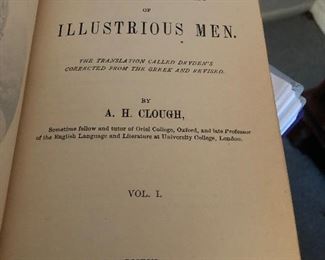 OF
ILLUSTRIOUS MEN.
THE TRANSLATION CALLED DRYDEN'S
CORRECTED FROM THE GREEK AND REVISED.
BY
A. H. CLOUGH,
Sometime fellow and tutor of Oriel College, Oxford, and late Professor
of the English Language and Literature at University College, London.
VOL. I.